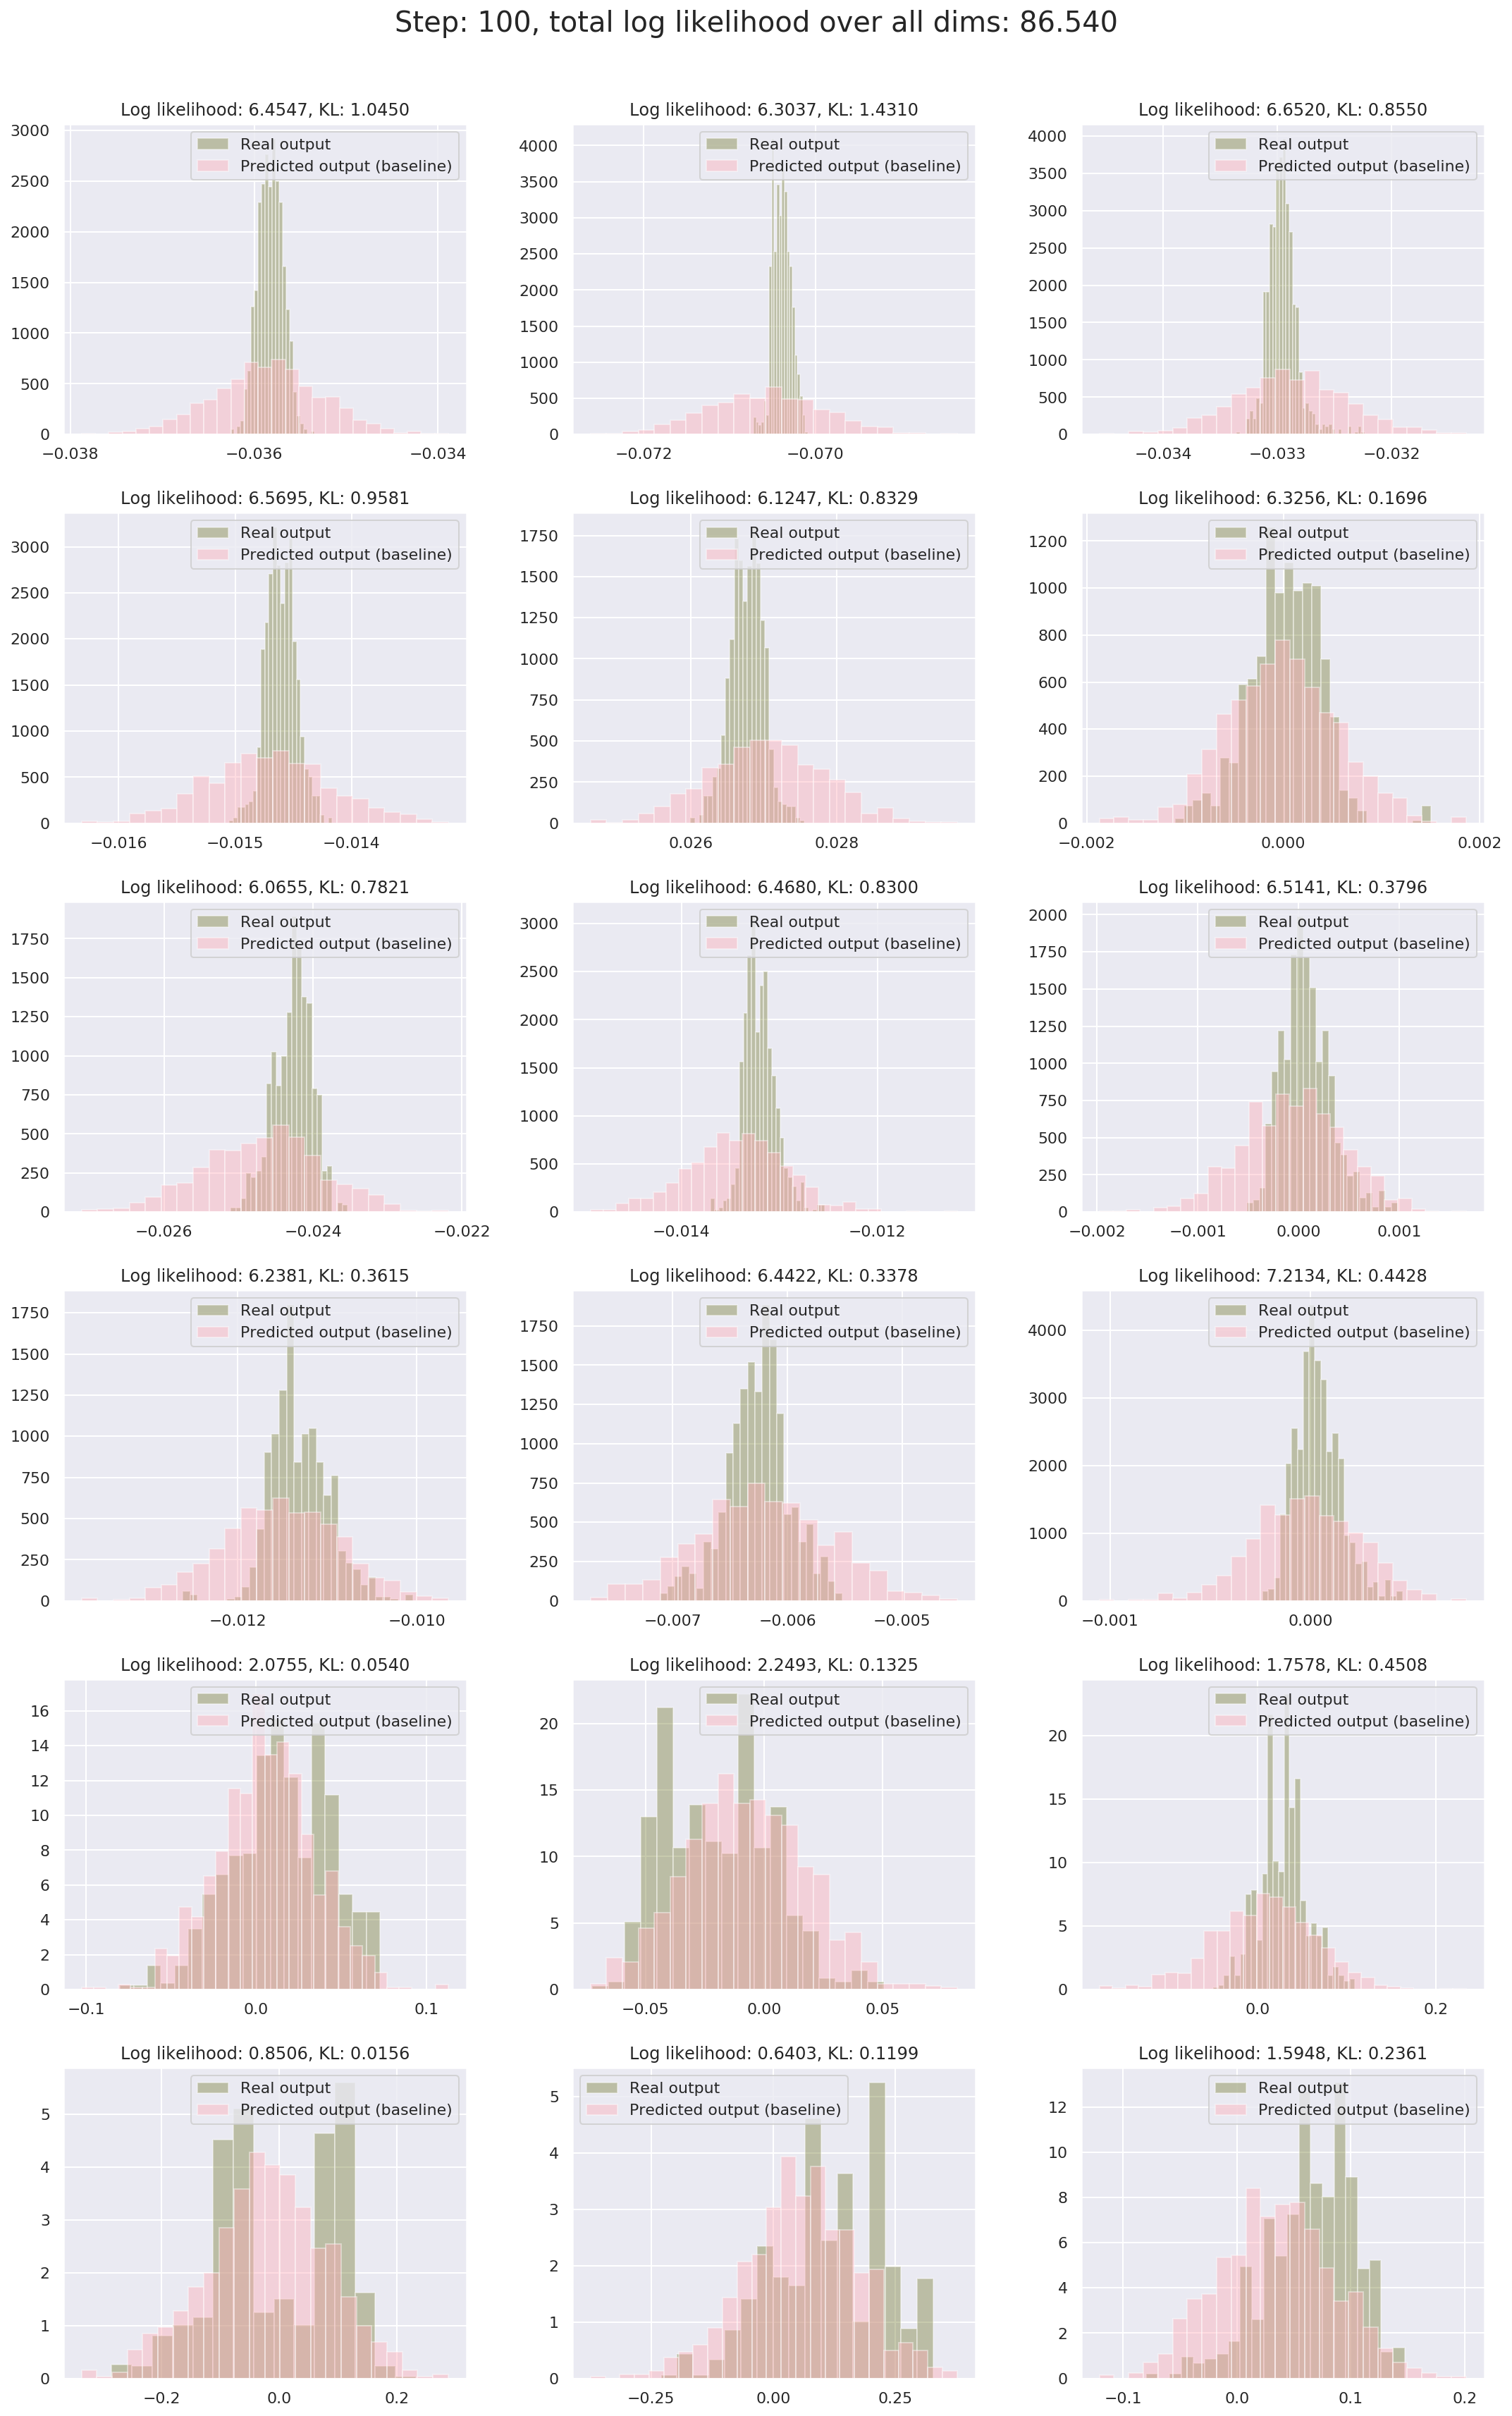 Step: 100, total log likelihood over all dims: 86.540
Log likelihood: 6.4547, KL: 1.0450
Real output
Predicted output (baseline)
3000
2500
2000
1500
1000
500
0
−0.038 −0.036 −0.034
Log likelihood: 6.3037, KL: 1.4310
Real output
Predicted output (baseline)
4000
3500
3000
2500
2000
1500
1000
500
0
−0.072 −0.070
Log likelihood: 6.6520, KL: 0.8550
Real output
Predicted output (baseline)
4000
3500
3000
2500
2000
1500
1000
500
0
−0.034 −0.033 −0.032
Log likelihood: 6.5695, KL: 0.9581
Real output
Predicted output (baseline)
3000
2500
2000
1500
1000
500
0
−0.016 −0.015 −0.014
Log likelihood: 6.1247, KL: 0.8329
Real output
Predicted output (baseline)
1750
1500
1250
1000
750
500
250
0
0.026 0.028
Log likelihood: 6.3256, KL: 0.1696
Real output
Predicted output (baseline)
1200
1000
800
600
400
200
0
−0.002 0.000 0.002
Log likelihood: 6.0655, KL: 0.7821
Real output
Predicted output (baseline)
1750
1500
1250
1000
750
500
250
0
−0.026 −0.024 −0.022
Log likelihood: 6.4680, KL: 0.8300
Real output
Predicted output (baseline)
3000
2500
2000
1500
1000
500
0
−0.014 −0.012
Log likelihood: 6.5141, KL: 0.3796
Real output
Predicted output (baseline)
2000
1750
1500
1250
1000
750
500
250
0
−0.002 −0.001 0.000 0.001
Log likelihood: 6.2381, KL: 0.3615
Real output
Predicted output (baseline)
1750
1500
1250
1000
750
500
250
0
−0.012 −0.010
Log likelihood: 6.4422, KL: 0.3378
Real output
Predicted output (baseline)
1750
1500
1250
1000
750
500
250
0
−0.007 −0.006 −0.005
Log likelihood: 7.2134, KL: 0.4428
Real output
Predicted output (baseline)
4000
3000
2000
1000
0
−0.001 0.000
Log likelihood: 2.0755, KL: 0.0540
Real output
Predicted output (baseline)
16
14
12
10
8
6
4
2
0
−0.1 0.0 0.1
Log likelihood: 2.2493, KL: 0.1325
Real output
Predicted output (baseline)
20
15
10
5
0
−0.05 0.00 0.05
Log likelihood: 1.7578, KL: 0.4508
Real output
Predicted output (baseline)
20
15
10
5
0
0.0 0.2
Log likelihood: 0.8506, KL: 0.0156
Real output
Predicted output (baseline)
5
4
3
2
1
0
−0.2 0.0 0.2
Log likelihood: 0.6403, KL: 0.1199
Real output
Predicted output (baseline)
5
4
3
2
1
0
−0.25 0.00 0.25
Log likelihood: 1.5948, KL: 0.2361
Real output
Predicted output (baseline)
12
10
8
6
4
2
0
−0.1 0.0 0.1 0.2